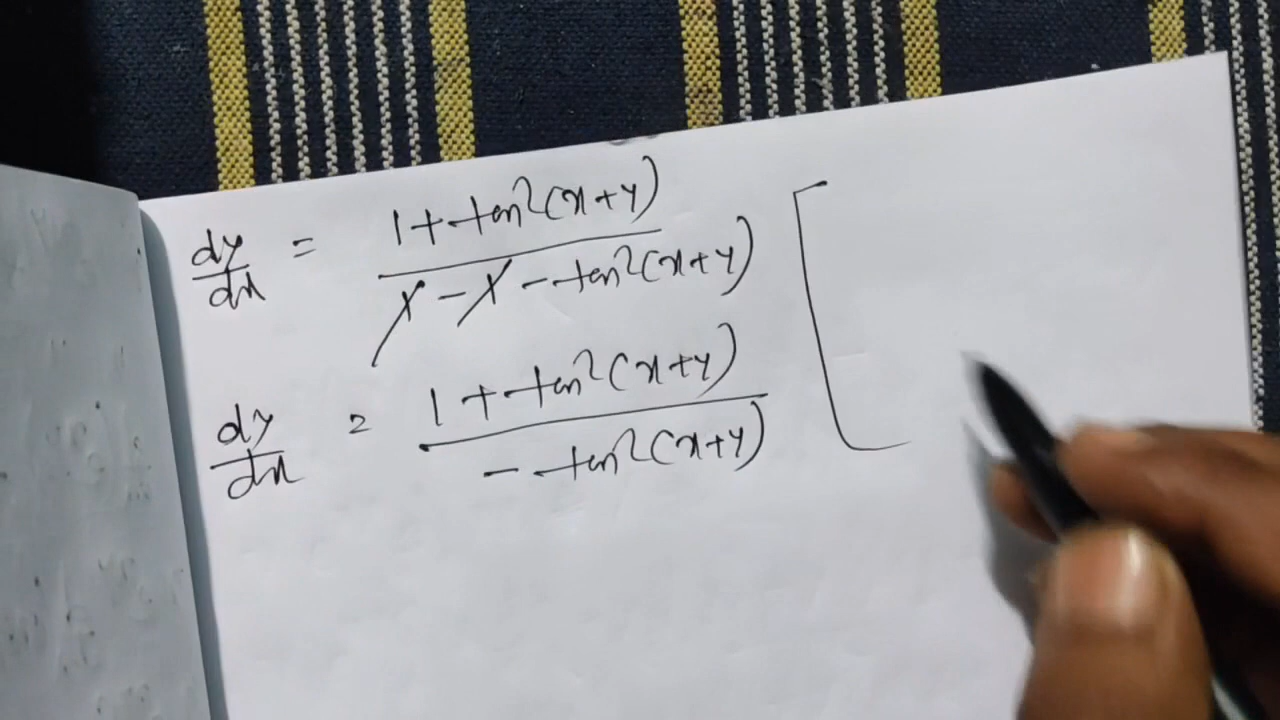 dy/dx = 1+tan²(x+y) / 1-1-tan²(x+y)
dy/dx = 1+tan²(x+y) / -tan²(x+y)